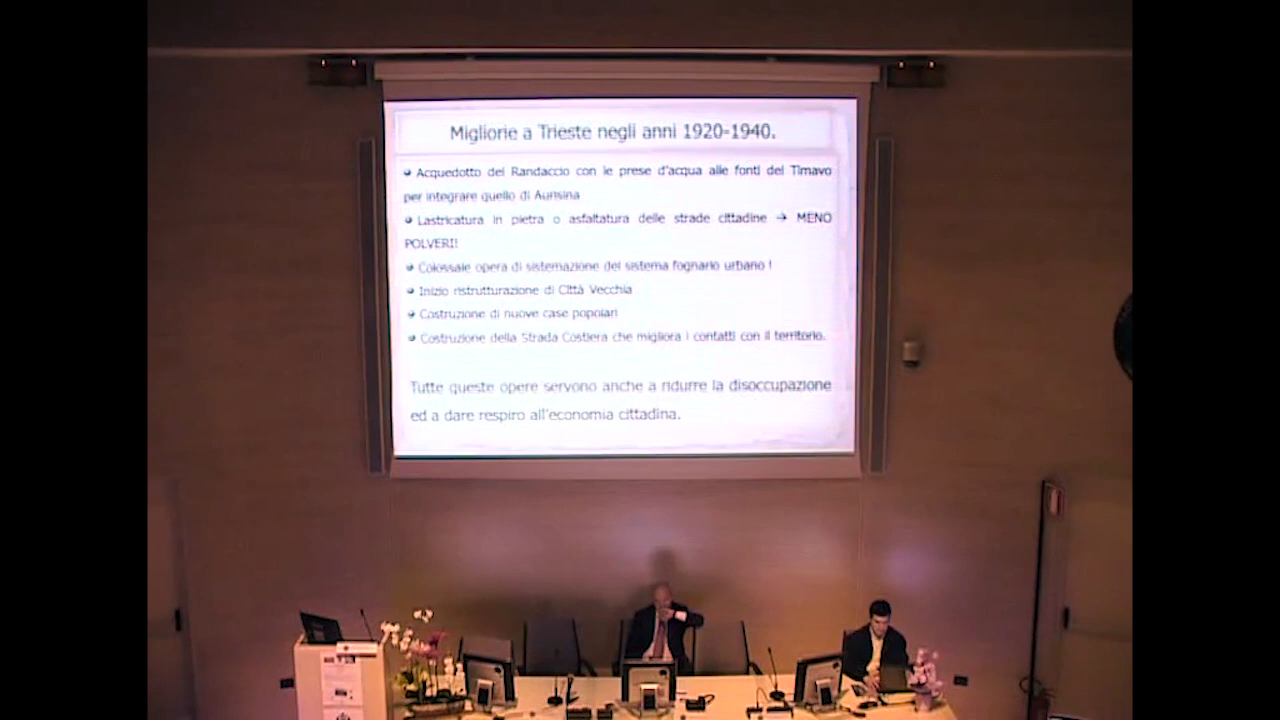 Migliorie a Trieste negli anni 1920-1940.
Acquedotto del Randaccio con le prese d'acqua alle fonti del Timavo
per integrare quello di Aurisina
Lastricatura in pietra o asfaltatura delle strade cittadine → MENO
POLVERI!
Colossale opera di sistemazione del sistema fognario urbano !
Inizio ristrutturazione di Città Vecchia
Costruzione di nuove case popolari
Costruzione della Strada Costiera che migliora i contatti con il territorio.
Tutte queste opere servono anche a ridurre la disoccupazione
ed a dare respiro all'economia cittadina.